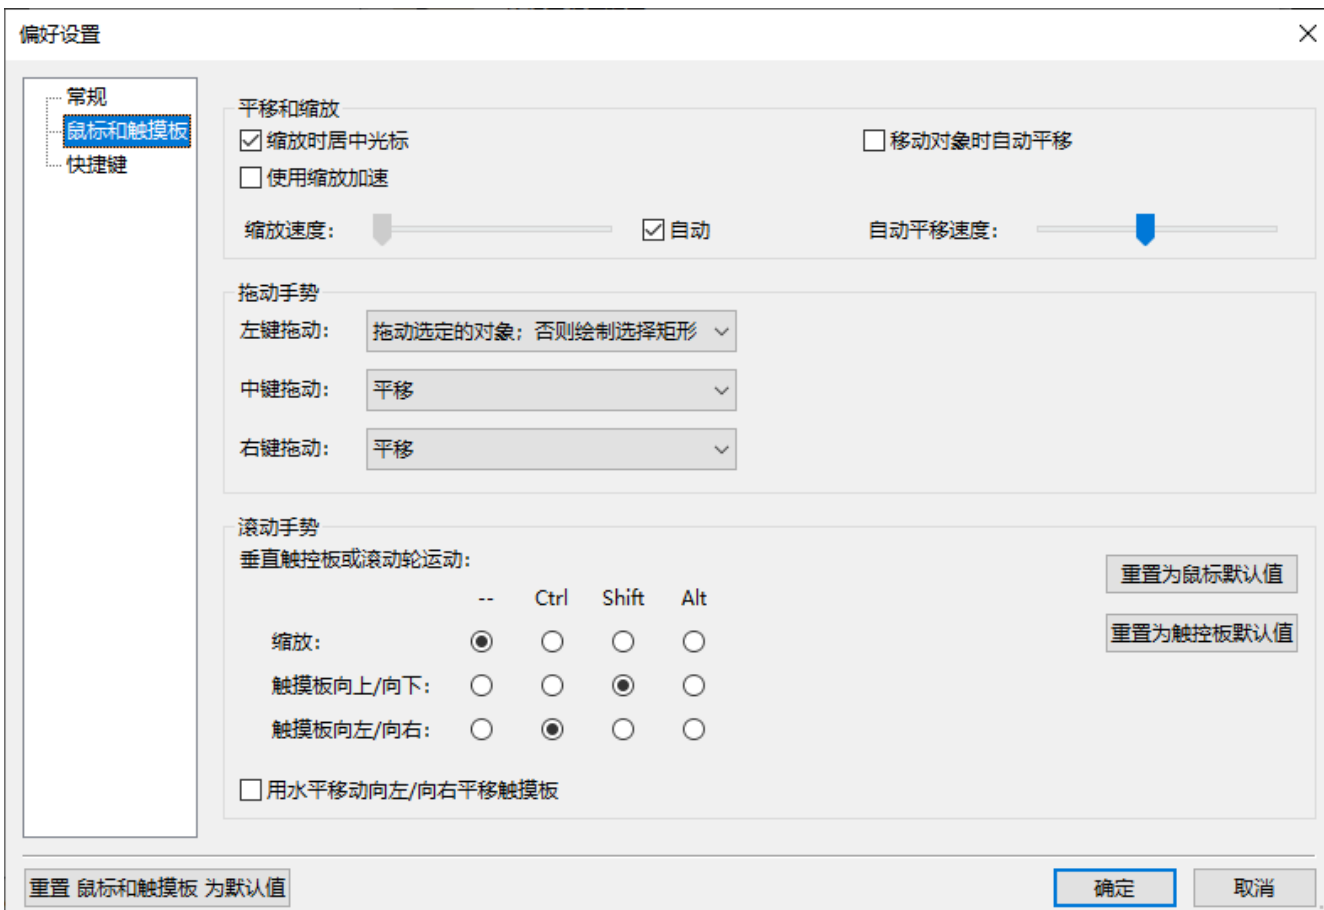 偏好设置
常规
鼠标和触摸板
快捷键
平移和缩放
缩放时居中光标
移动对象时自动平移
使用缩放加速
缩放速度:
自动
自动平移速度:
拖动手势
左键拖动:
拖动选定的对象；否则绘制选择矩形
中键拖动:
平移
右键拖动:
平移
滚动手势
垂直触控板或滚动轮运动:
-- Ctrl Shift Alt
缩放:
触摸板向上/向下:
触摸板向左/向右:
用水平移动向左/向右平移触摸板
重置为鼠标默认值
重置为触控板默认值
重置 鼠标和触摸板 为默认值
确定
取消